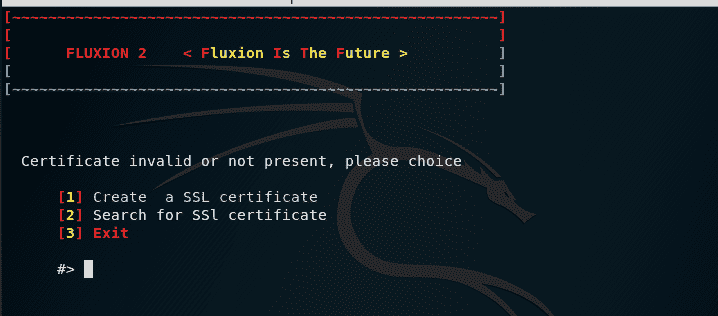 [~~~~~~~~~~~~~~~~~~~~~~~~~~~~~~~~~~~~~~~~~~~~~~~~~~~~~~]
[                                                      ]
[      FLUXION 2    < Fluxion Is The Future >          ]
[                                                      ]
[~~~~~~~~~~~~~~~~~~~~~~~~~~~~~~~~~~~~~~~~~~~~~~~~~~~~~~]
Certificate invalid or not present, please choice
[1] Create  a SSL certificate
[2] Search for SSl certificate
[3] Exit
#>